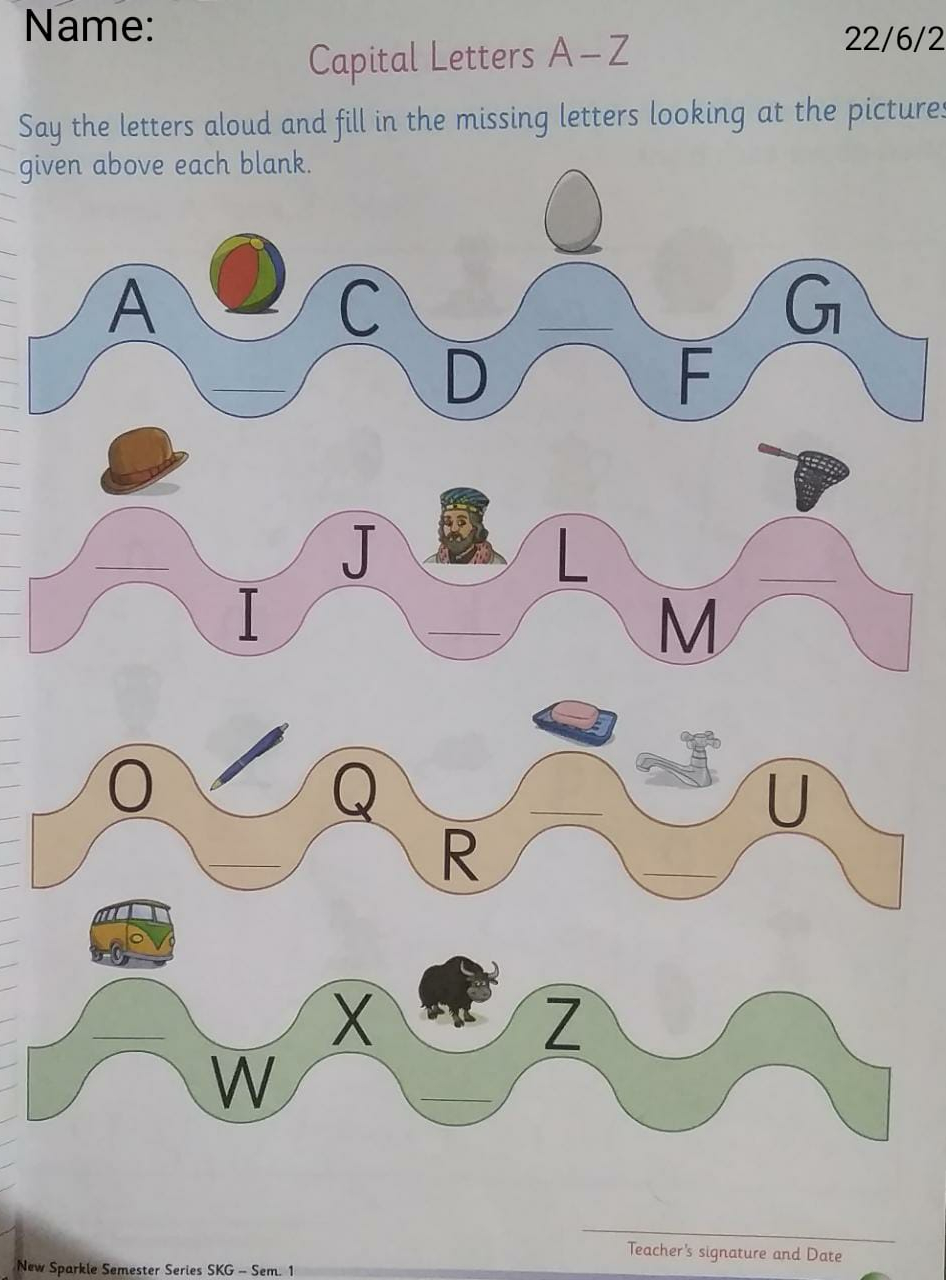 Name:
22/6/2
Capital Letters A – Z
Say the letters aloud and fill in the missing letters looking at the pictures
given above each blank.
A ___ C D ___ F G
___ I J ___ L M ___
O ___ Q R ___ ___ U
___ W X ___ Z
Teacher's signature and Date
New Sparkle Semester Series SKG – Sem. 1